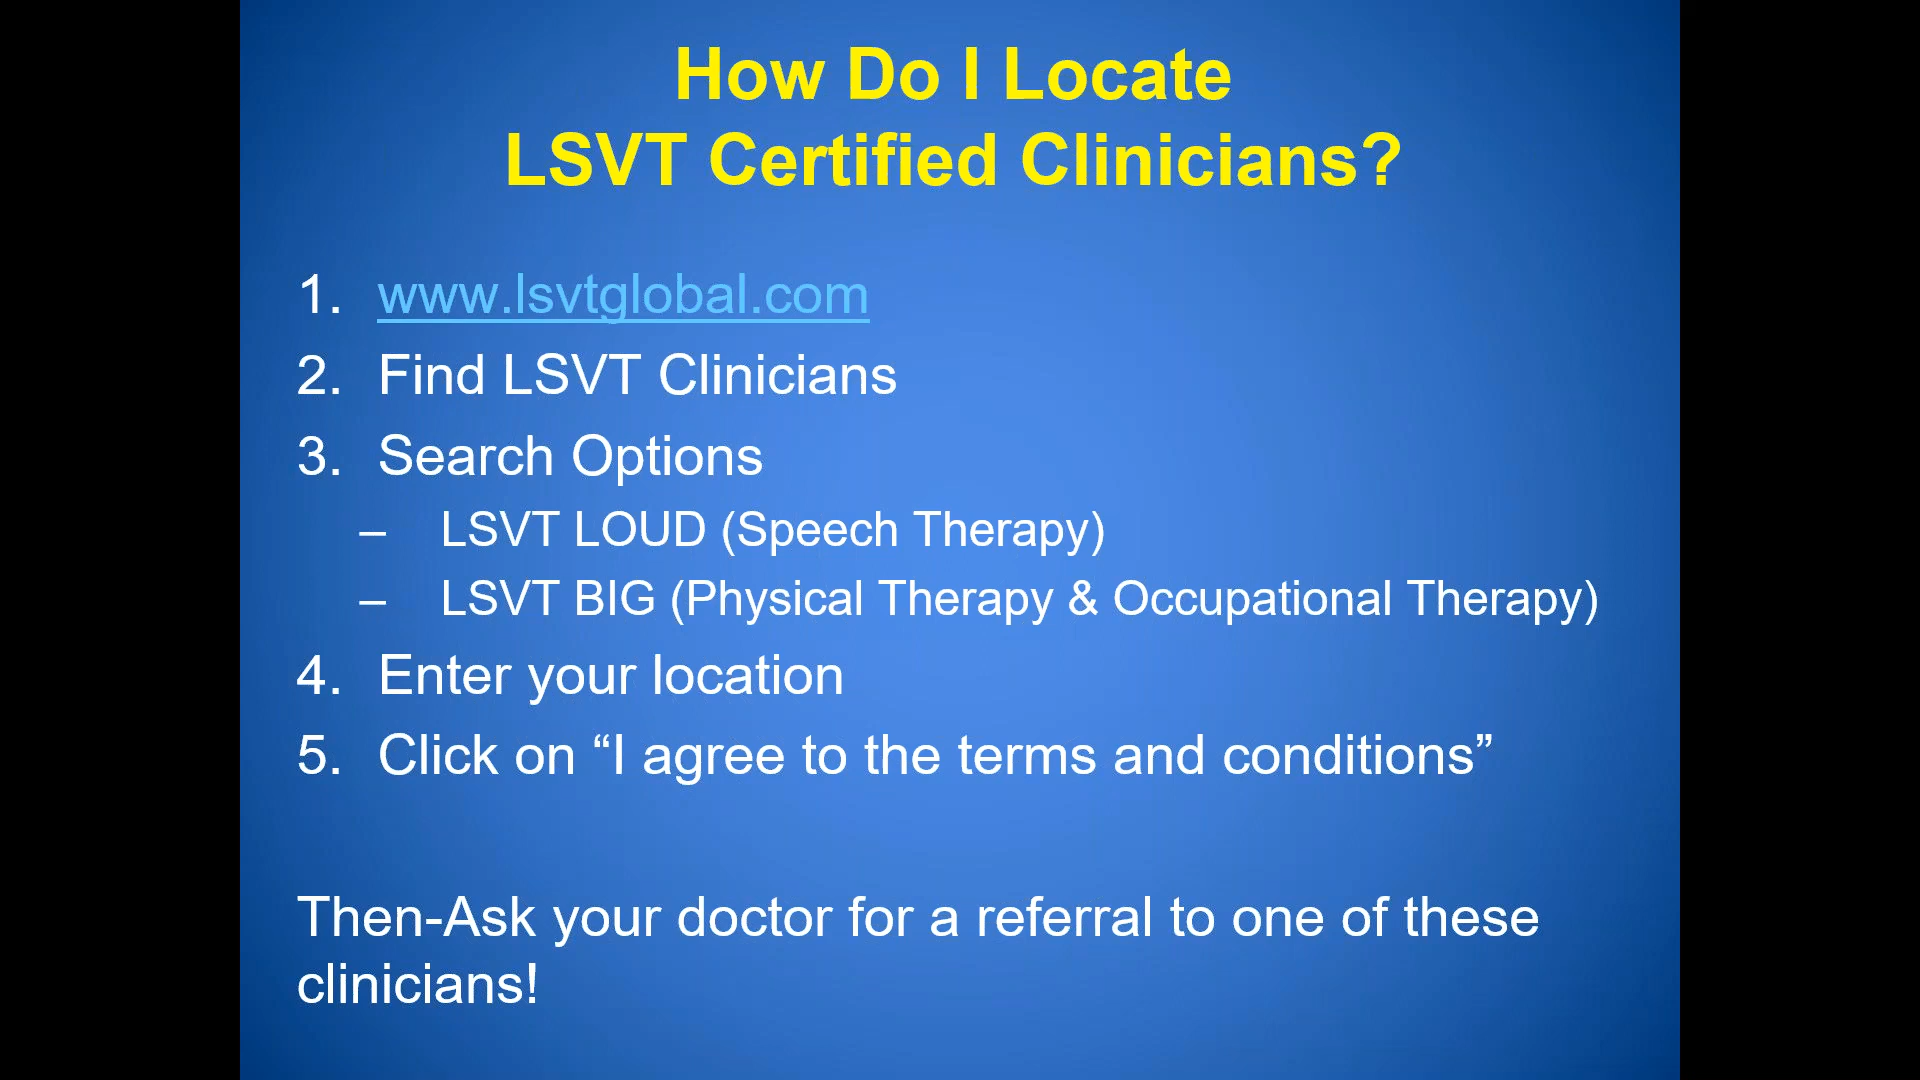 How Do I Locate
LSVT Certified Clinicians?
1. www.lsvtglobal.com
2. Find LSVT Clinicians
3. Search Options
– LSVT LOUD (Speech Therapy)
– LSVT BIG (Physical Therapy & Occupational Therapy)
4. Enter your location
5. Click on “I agree to the terms and conditions”
Then-Ask your doctor for a referral to one of these
clinicians!